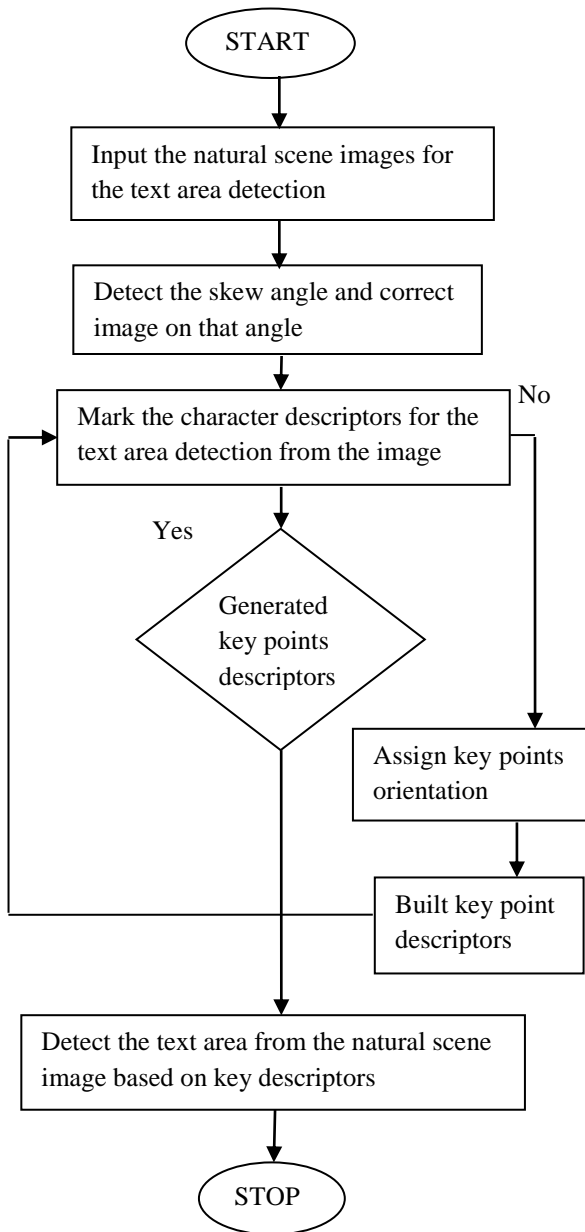 START
Input the natural scene images for
the text area detection
Detect the skew angle and correct
image on that angle
No
Mark the character descriptors for the
text area detection from the image
Yes
Generated
key points
descriptors
Assign key points
orientation
Built key point
descriptors
Detect the text area from the natural scene
image based on key descriptors
STOP